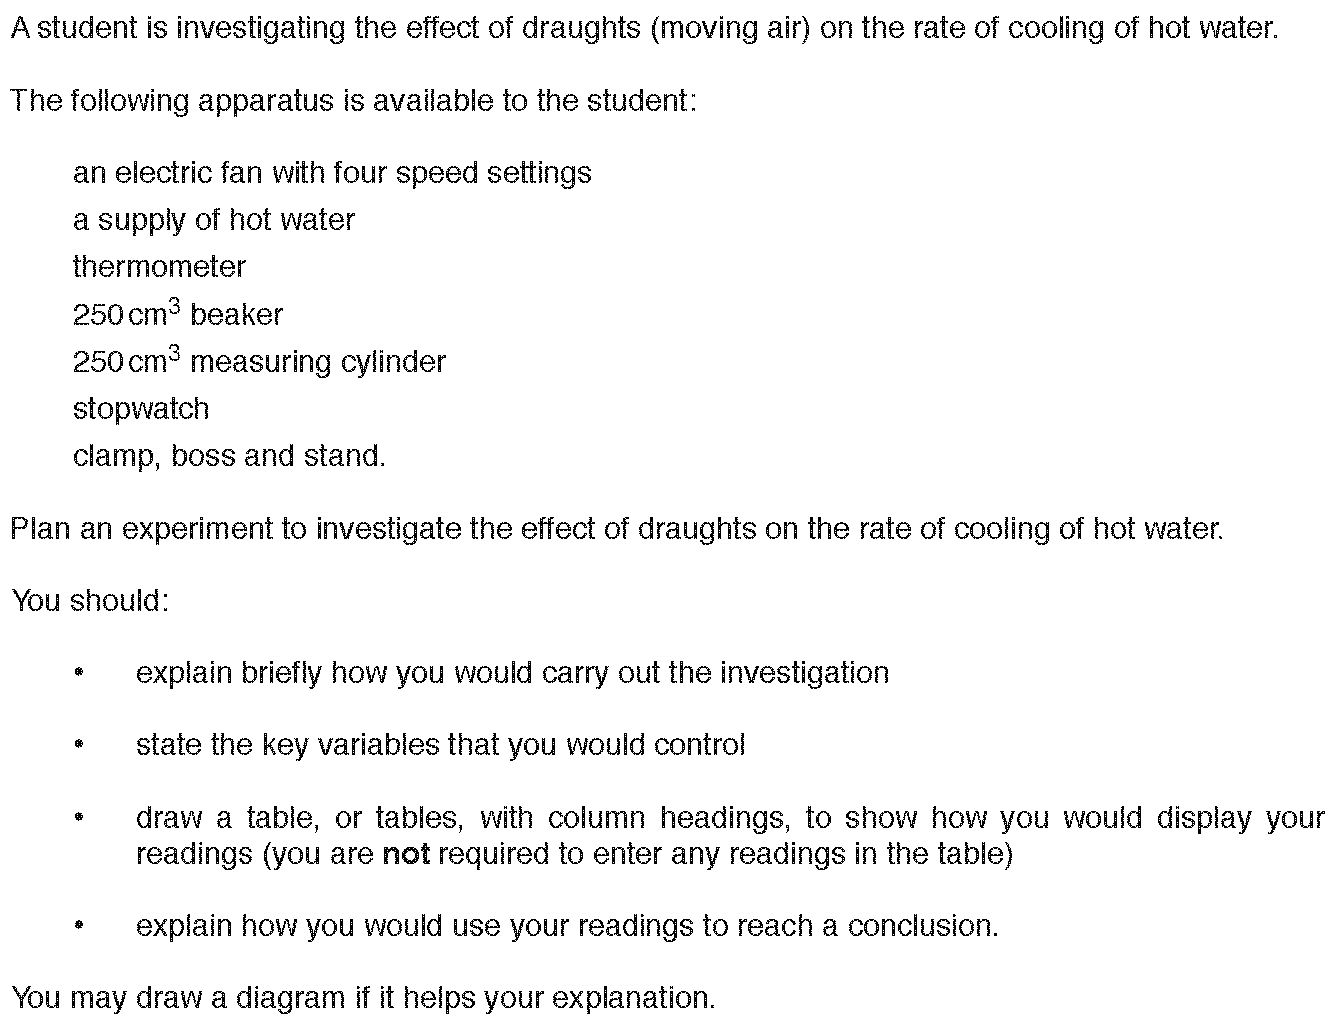 A student is investigating the effect of draughts (moving air) on the rate of cooling of hot water.
The following apparatus is available to the student:
an electric fan with four speed settings
a supply of hot water
thermometer
250 cm³ beaker
250 cm³ measuring cylinder
stopwatch
clamp, boss and stand.
Plan an experiment to investigate the effect of draughts on the rate of cooling of hot water.
You should:
• explain briefly how you would carry out the investigation
• state the key variables that you would control
• draw a table, or tables, with column headings, to show how you would display your
readings (you are not required to enter any readings in the table)
• explain how you would use your readings to reach a conclusion.
You may draw a diagram if it helps your explanation.